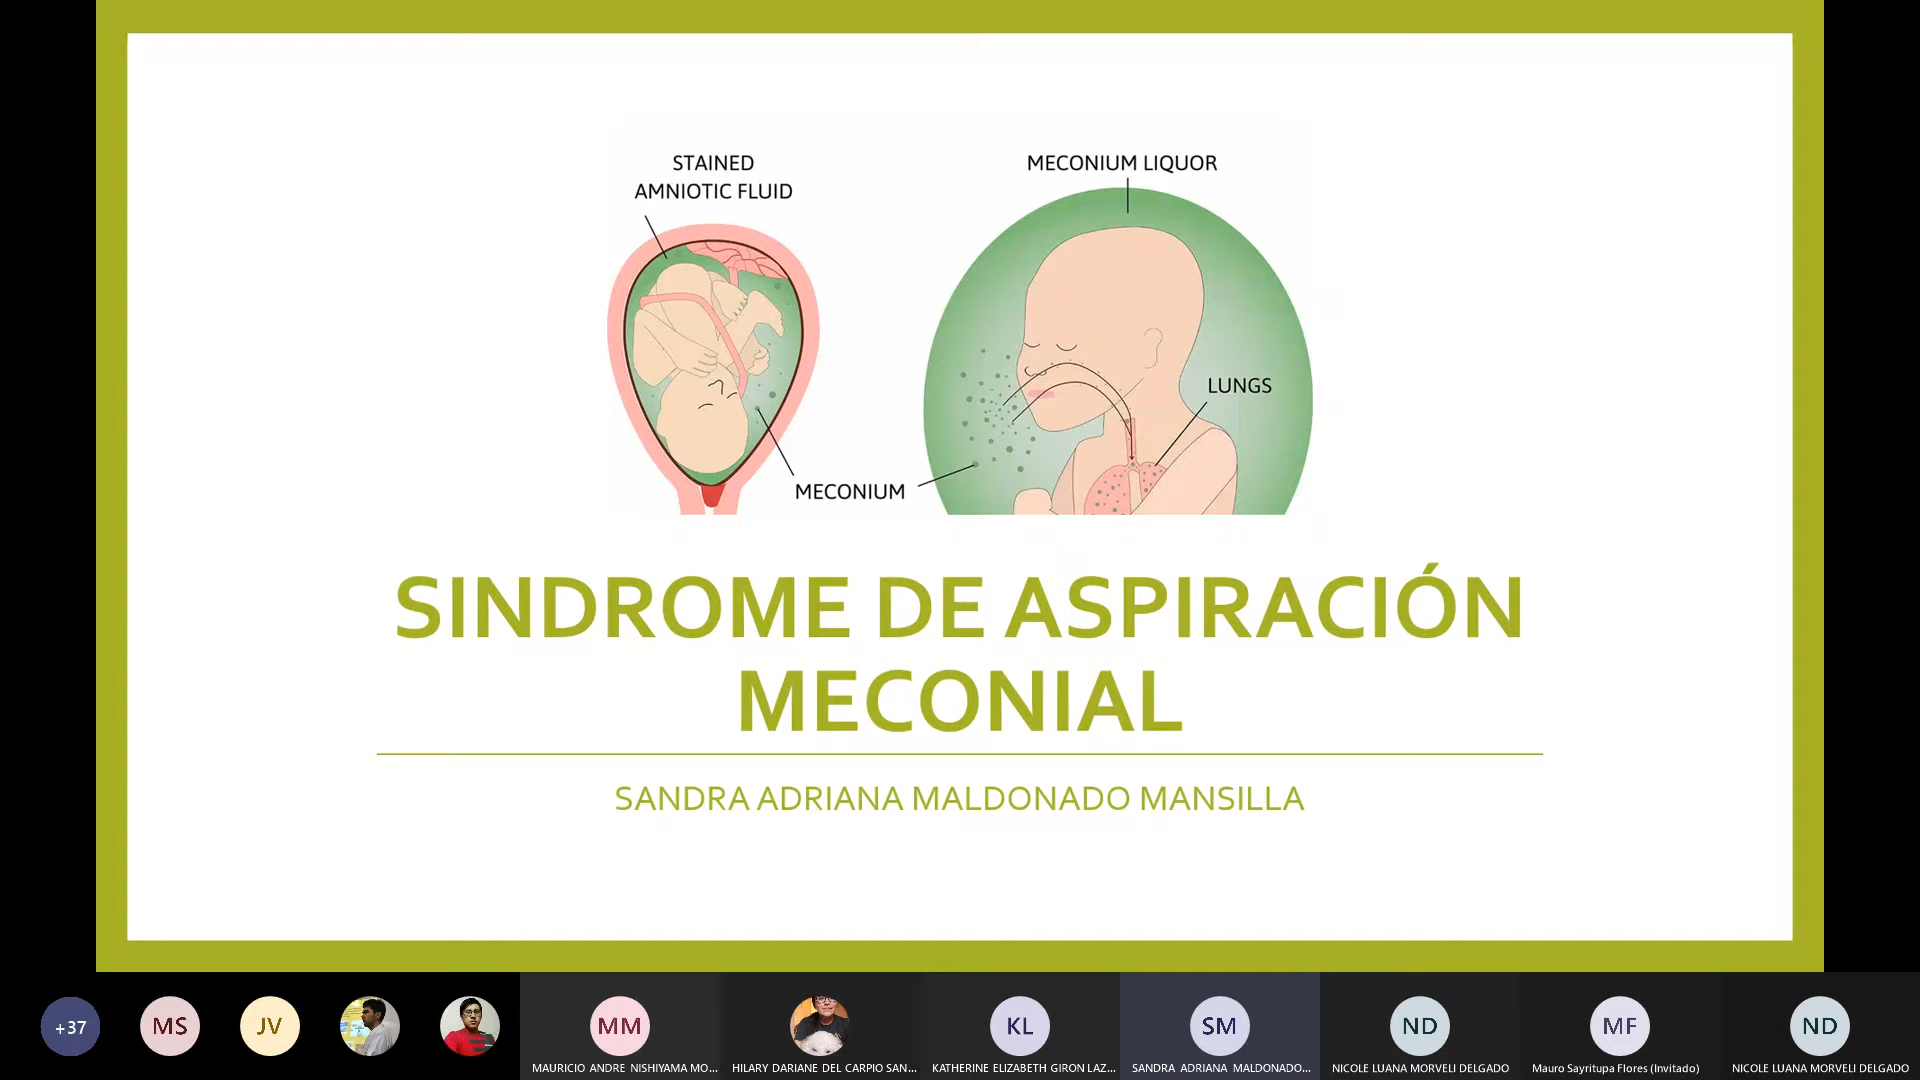 STAINED
AMNIOTIC FLUID
MECONIUM LIQUOR
LUNGS
MECONIUM
SINDROME DE ASPIRACIÓN
MECONIAL
SANDRA ADRIANA MALDONADO MANSILLA
+37
MS
JV
MM
KL
SM
ND
MF
ND
MAURICIO ANDRE NISHIYAMA MO...
HILARY DARIANE DEL CARPIO SAN...
KATHERINE ELIZABETH GIRON LAZ...
SANDRA ADRIANA MALDONADO...
NICOLE LUANA MORVELI DELGADO
Mauro Sayritupa Flores (Invitado)
NICOLE LUANA MORVELI DELGADO